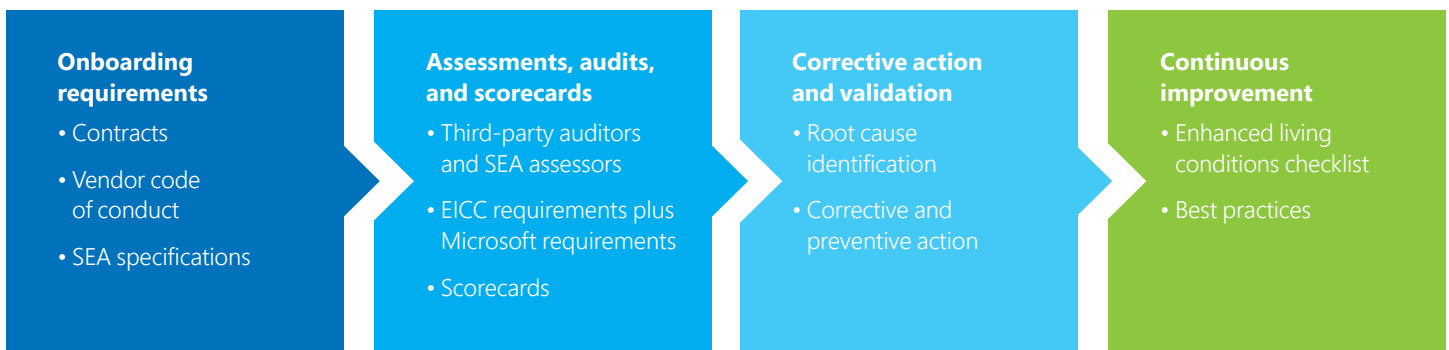 Onboarding
requirements
• Contracts
• Vendor code
of conduct
• SEA specifications
Assessments, audits,
and scorecards
• Third-party auditors
and SEA assessors
• EICC requirements plus
Microsoft requirements
• Scorecards
Corrective action
and validation
• Root cause
identification
• Corrective and
preventive action
Continuous
improvement
• Enhanced living
conditions checklist
• Best practices